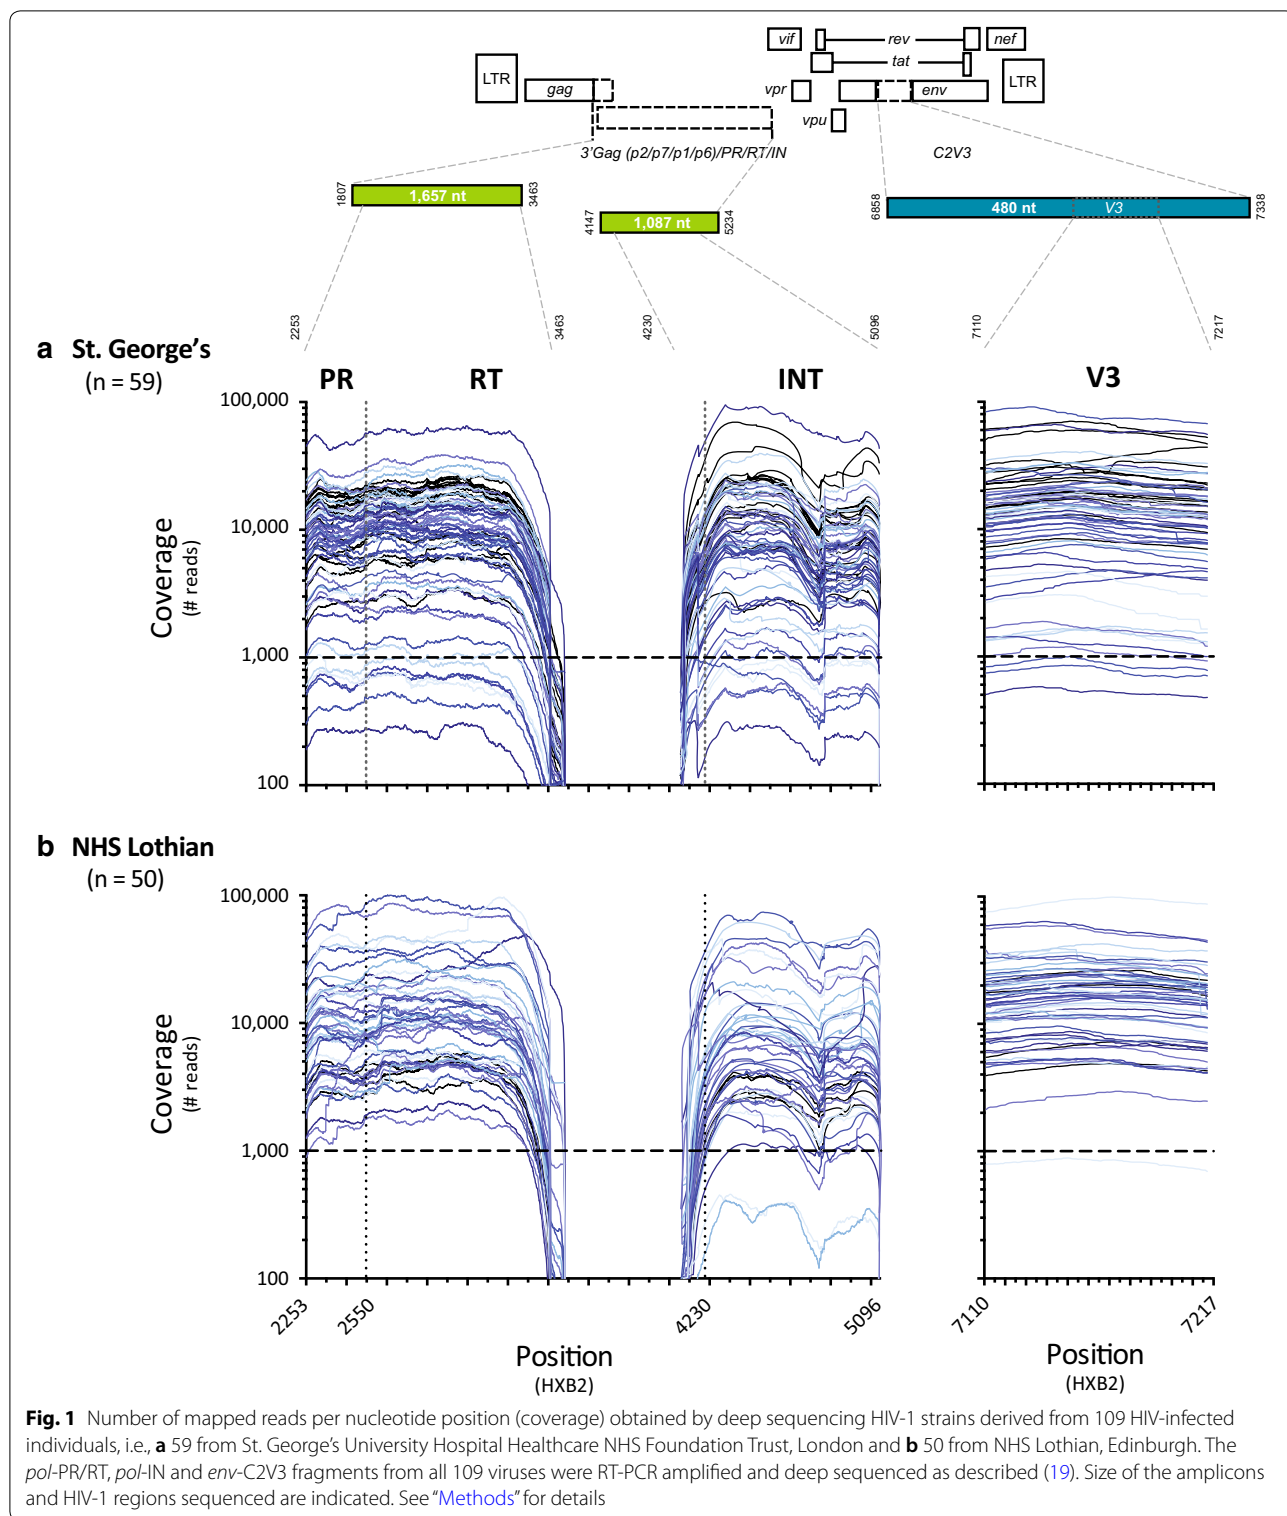 vif rev nef
tat
LTR gag vpr env LTR
vpu
3'Gag (p2/p7/p1/p6)/PR/RT/IN C2V3
1807 1,657 nt 3463
4147 1,087 nt 5234
6858 480 nt V3 7338
2253 3463 4230 5096 7110 7217
a St. George's
(n = 59)
PR RT INT V3
100,000
10,000
1,000
100
Coverage
(# reads)
b NHS Lothian
(n = 50)
100,000
10,000
1,000
100
Coverage
(# reads)
2253 2550 4230 5096 7110 7217
Position Position
(HXB2) (HXB2)
Fig. 1 Number of mapped reads per nucleotide position (coverage) obtained by deep sequencing HIV-1 strains derived from 109 HIV-infected
individuals, i.e., a 59 from St. George's University Hospital Healthcare NHS Foundation Trust, London and b 50 from NHS Lothian, Edinburgh. The
pol-PR/RT, pol-IN and env-C2V3 fragments from all 109 viruses were RT-PCR amplified and deep sequenced as described (19). Size of the amplicons
and HIV-1 regions sequenced are indicated. See “Methods” for details